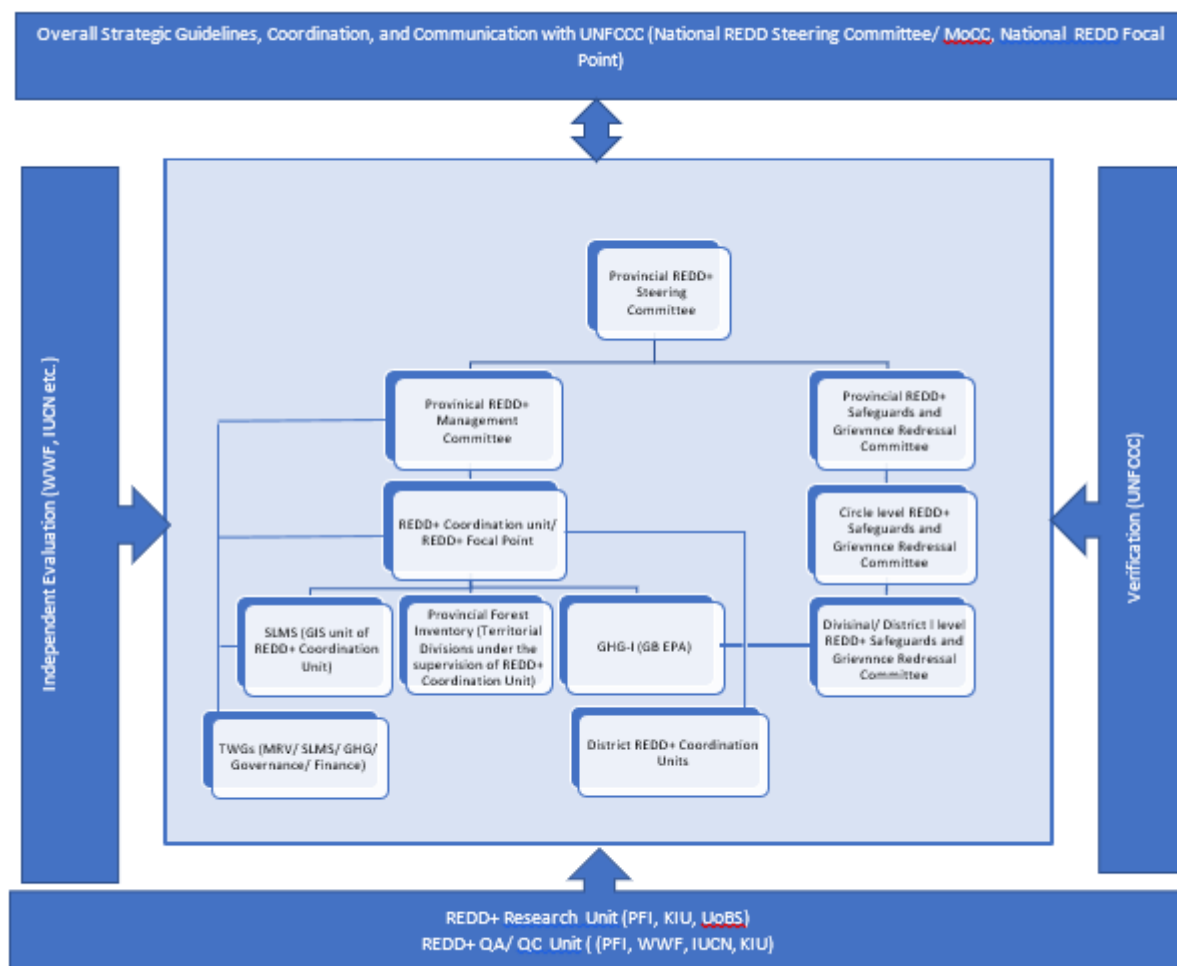 Overall Strategic Guidelines, Coordination, and Communication with UNFCCC (National REDD Steering Committee/ MoCC, National REDD Focal
Point)
Independent Evaluation (WWF, IUCN etc.)
Provincial REDD+
Steering
Committee
Provinical REDD+
Management
Committee
Provincial REDD+
Safeguards and
Grievnnce Redressal
Committee
REDD+ Coordination unit/
REDD+ Focal Point
Circle level REDD+
Safeguards and
Grievnnce Redressal
Committee
SLMS (GIS unit of
REDD+ Coordination
Unit)
Provincial Forest
Inventory (Territorial
Divisions under the
supervision of REDD+
Coordination Unit)
GHG-I (GB EPA)
Divisinal/ District l level
REDD+ Safeguards and
Grievnnce Redressal
Committee
TWGs (MRV/ SLMS/ GHG/
Governance/ Finance)
District REDD+ Coordination
Units
Verification (UNFCCC)
REDD+ Research Unit (PFI, KIU, UoBS)
REDD+ QA/ QC Unit ( (PFI, WWF, IUCN, KIU)